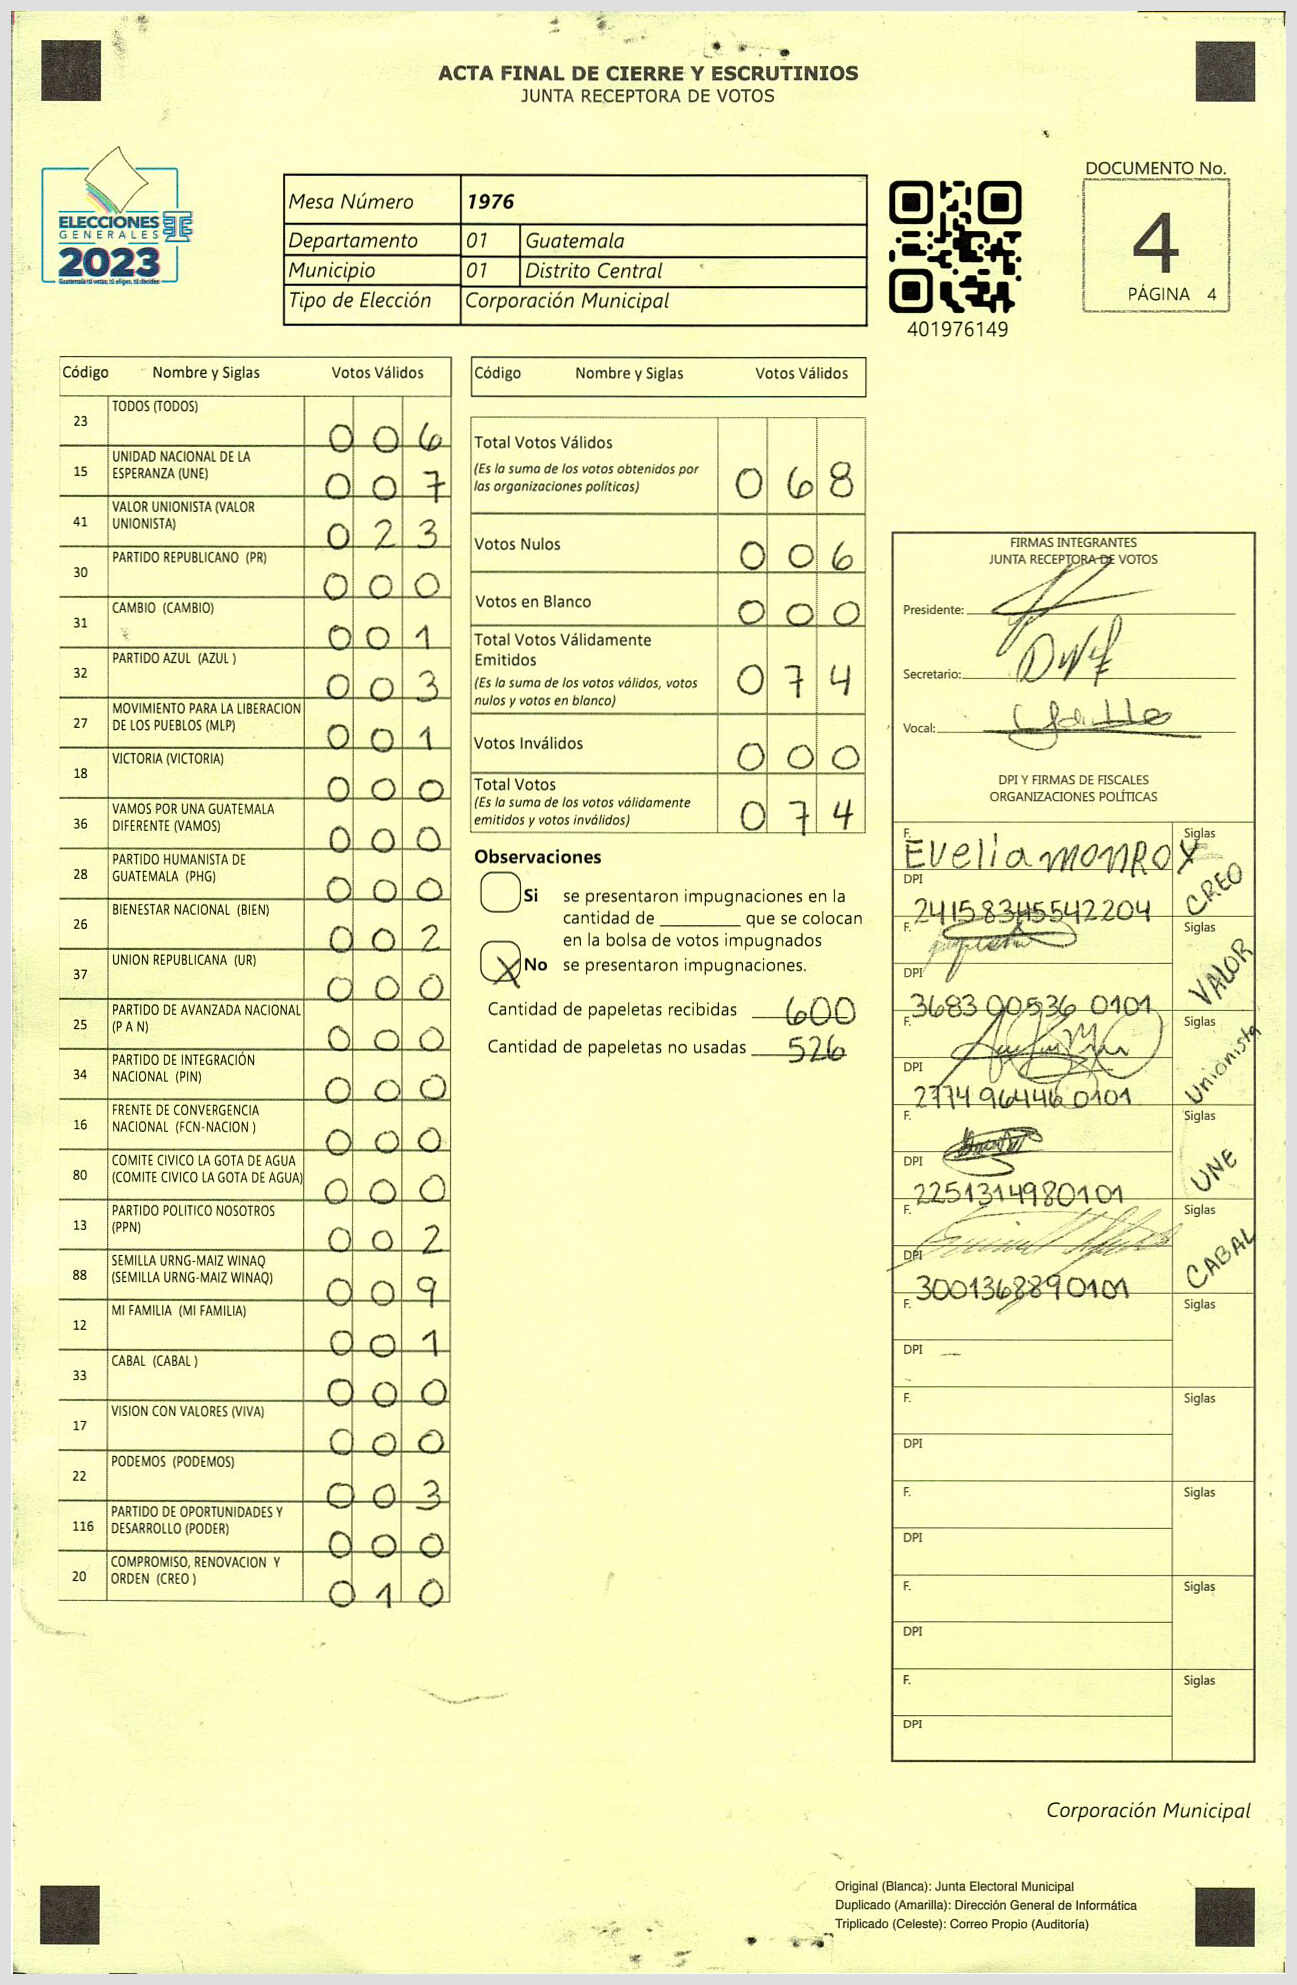 ACTA FINAL DE CIERRE Y ESCRUTINIOS
JUNTA RECEPTORA DE VOTOS
ELECCIONES
GENERALES
2023
Guatemala tú votas, tú eliges, tú decides
Mesa Número 1976
Departamento 01 Guatemala
Municipio 01 Distrito Central
Tipo de Elección Corporación Municipal
401976149
DOCUMENTO No.
4
PÁGINA 4
Código Nombre y Siglas Votos Válidos
23 TODOS (TODOS) 0 0 6
15 UNIDAD NACIONAL DE LA ESPERANZA (UNE) 0 0 7
41 VALOR UNIONISTA (VALOR UNIONISTA) 0 2 3
30 PARTIDO REPUBLICANO (PR) 0 0 0
31 CAMBIO (CAMBIO) 0 0 1
32 PARTIDO AZUL (AZUL ) 0 0 3
27 MOVIMIENTO PARA LA LIBERACION DE LOS PUEBLOS (MLP) 0 0 1
18 VICTORIA (VICTORIA) 0 0 0
36 VAMOS POR UNA GUATEMALA DIFERENTE (VAMOS) 0 0 0
28 PARTIDO HUMANISTA DE GUATEMALA (PHG) 0 0 0
26 BIENESTAR NACIONAL (BIEN) 0 0 2
37 UNION REPUBLICANA (UR) 0 0 0
25 PARTIDO DE AVANZADA NACIONAL (P A N) 0 0 0
34 PARTIDO DE INTEGRACIÓN NACIONAL (PIN) 0 0 0
16 FRENTE DE CONVERGENCIA NACIONAL (FCN-NACION ) 0 0 0
80 COMITE CIVICO LA GOTA DE AGUA (COMITE CIVICO LA GOTA DE AGUA) 0 0 0
13 PARTIDO POLITICO NOSOTROS (PPN) 0 0 2
88 SEMILLA URNG-MAIZ WINAQ (SEMILLA URNG-MAIZ WINAQ) 0 0 9
12 MI FAMILIA (MI FAMILIA) 0 0 1
33 CABAL (CABAL ) 0 0 0
17 VISION CON VALORES (VIVA) 0 0 0
22 PODEMOS (PODEMOS) 0 0 3
116 PARTIDO DE OPORTUNIDADES Y DESARROLLO (PODER) 0 0 0
20 COMPROMISO, RENOVACION Y ORDEN (CREO ) 0 1 0
Código Nombre y Siglas Votos Válidos
Total Votos Válidos 0 6 8
(Es la suma de los votos obtenidos por
las organizaciones políticas)
Votos Nulos 0 0 6
Votos en Blanco 0 0 0
Total Votos Válidamente
Emitidos 0 7 4
(Es la suma de los votos válidos, votos
nulos y votos en blanco)
Votos Inválidos 0 0 0
Total Votos 0 7 4
(Es la suma de los votos válidamente
emitidos y votos inválidos)
Observaciones
Si se presentaron impugnaciones en la
cantidad de ________ que se colocan
en la bolsa de votos impugnados
X No se presentaron impugnaciones.
Cantidad de papeletas recibidas 600
Cantidad de papeletas no usadas 526
FIRMAS INTEGRANTES
JUNTA RECEPTORA DE VOTOS
Presidente:
Secretario:
Vocal:
DPI Y FIRMAS DE FISCALES
ORGANIZACIONES POLÍTICAS
F. Evelia monroy Siglas
DPI 24158345542204 CREO
F. Siglas
DPI 3683 00536 0101 VALOR
F. Siglas
DPI 2774 96446 0101 Unionista
F. Siglas
DPI 2251314980101 UNE
F. Siglas
DPI 3001368890101 CABAL
F. Siglas
DPI
F. Siglas
DPI
F. Siglas
DPI
F. Siglas
DPI
F. Siglas
DPI
Corporación Municipal
Original (Blanca): Junta Electoral Municipal
Duplicado (Amarilla): Dirección General de Informática
Triplicado (Celeste): Correo Propio (Auditoría)